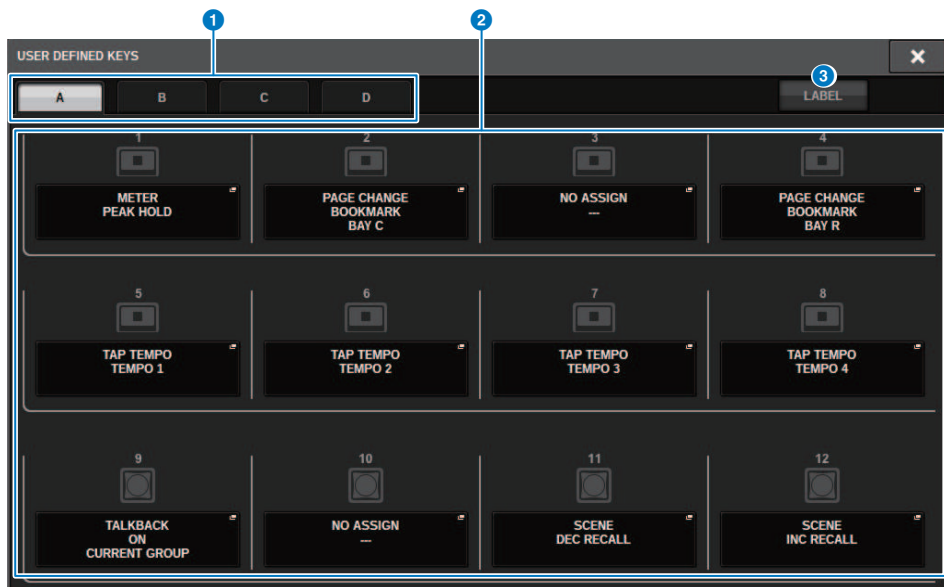 1 2
USER DEFINED KEYS
3
A B C D LABEL
1 2 3 4
METER
PEAK HOLD
PAGE CHANGE
BOOKMARK
BAY C
NO ASSIGN
---
PAGE CHANGE
BOOKMARK
BAY R
5 6 7 8
TAP TEMPO
TEMPO 1
TAP TEMPO
TEMPO 2
TAP TEMPO
TEMPO 3
TAP TEMPO
TEMPO 4
9 10 11 12
TALKBACK
ON
CURRENT GROUP
NO ASSIGN
---
SCENE
DEC RECALL
SCENE
INC RECALL